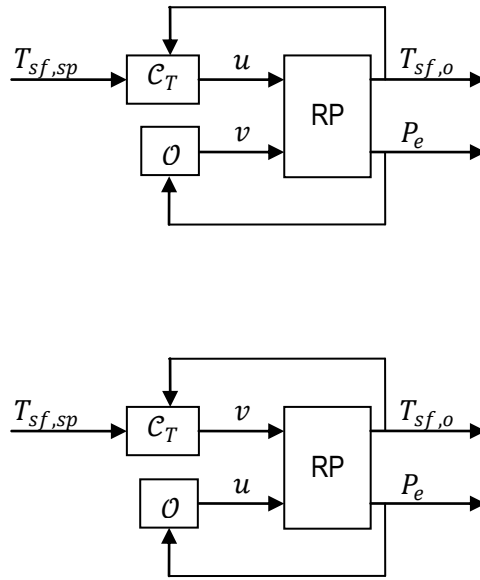 T_{sf,sp} 𝒞_T u RP T_{sf,o}
𝒪 v P_e
T_{sf,sp} 𝒞_T v RP T_{sf,o}
𝒪 u P_e